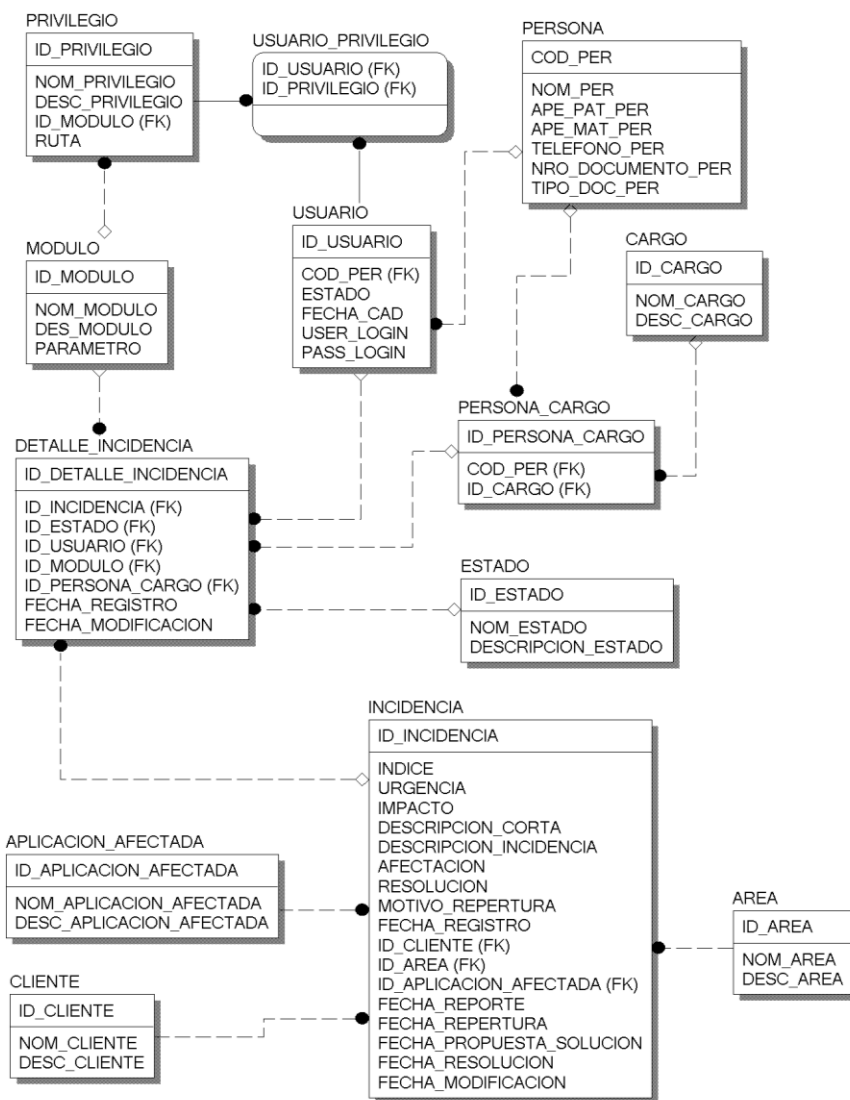 PRIVILEGIO
ID_PRIVILEGIO
NOM_PRIVILEGIO
DESC_PRIVILEGIO
ID_MODULO (FK)
RUTA
USUARIO_PRIVILEGIO
ID_USUARIO (FK)
ID_PRIVILEGIO (FK)
PERSONA
COD_PER
NOM_PER
APE_PAT_PER
APE_MAT_PER
TELEFONO_PER
NRO_DOCUMENTO_PER
TIPO_DOC_PER
MODULO
ID_MODULO
NOM_MODULO
DES_MODULO
PARAMETRO
USUARIO
ID_USUARIO
COD_PER (FK)
ESTADO
FECHA_CAD
USER_LOGIN
PASS_LOGIN
CARGO
ID_CARGO
NOM_CARGO
DESC_CARGO
PERSONA_CARGO
ID_PERSONA_CARGO
COD_PER (FK)
ID_CARGO (FK)
DETALLE_INCIDENCIA
ID_DETALLE_INCIDENCIA
ID_INCIDENCIA (FK)
ID_ESTADO (FK)
ID_USUARIO (FK)
ID_MODULO (FK)
ID_PERSONA_CARGO (FK)
FECHA_REGISTRO
FECHA_MODIFICACION
ESTADO
ID_ESTADO
NOM_ESTADO
DESCRIPCION_ESTADO
INCIDENCIA
ID_INCIDENCIA
INDICE
URGENCIA
IMPACTO
DESCRIPCION_CORTA
DESCRIPCION_INCIDENCIA
AFECTACION
RESOLUCION
MOTIVO_REPERTURA
FECHA_REGISTRO
ID_CLIENTE (FK)
ID_AREA (FK)
ID_APLICACION_AFECTADA (FK)
FECHA_REPORTE
FECHA_REPERTURA
FECHA_PROPUESTA_SOLUCION
FECHA_RESOLUCION
FECHA_MODIFICACION
APLICACION_AFECTADA
ID_APLICACION_AFECTADA
NOM_APLICACION_AFECTADA
DESC_APLICACION_AFECTADA
AREA
ID_AREA
NOM_AREA
DESC_AREA
CLIENTE
ID_CLIENTE
NOM_CLIENTE
DESC_CLIENTE